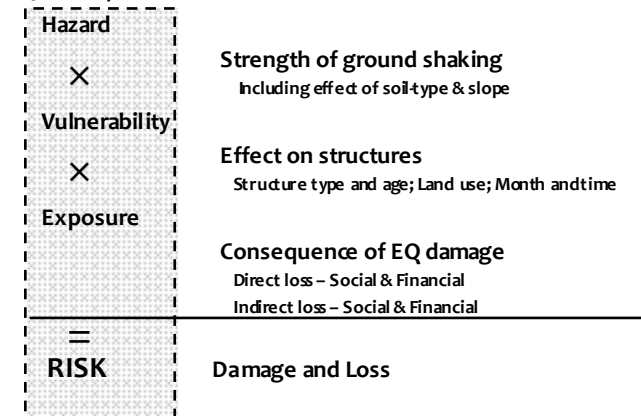 Hazard
×
Strength of ground shaking
Including effect of soil-type & slope
Vulnerability
×
Effect on structures
Structure type and age; Land use; Month and time
Exposure
Consequence of EQ damage
Direct loss – Social & Financial
Indirect loss – Social & Financial
=
RISK
Damage and Loss